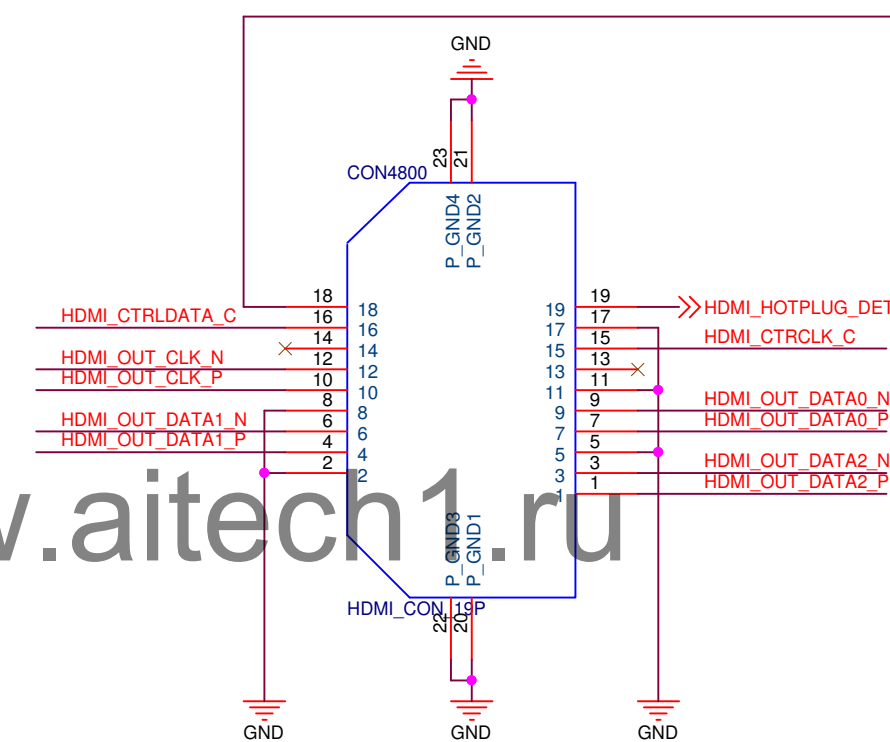 GND
23
21
CON4800
P_GND4
P_GND2
18
18
19
19
HDMI_HOTPLUG_DET
HDMI_CTRLDATA_C
16
16
17
17
14
14
15
15
HDMI_CTRCLK_C
HDMI_OUT_CLK_N
12
12
13
13
HDMI_OUT_CLK_P
10
10
11
11
8
8
9
9
HDMI_OUT_DATA0_N
HDMI_OUT_DATA1_N
6
6
7
7
HDMI_OUT_DATA0_P
HDMI_OUT_DATA1_P
4
4
5
5
2
2
3
3
HDMI_OUT_DATA2_N
1
1
HDMI_OUT_DATA2_P
.aitech1.ru
P_GND3
P_GND1
HDMI_CON_19P
22
20
GND
GND
GND